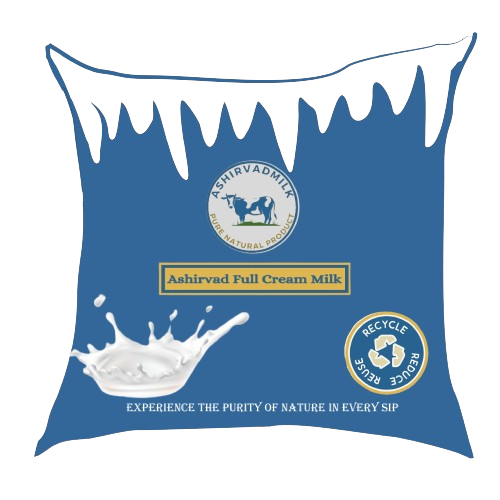 ASHIRVADMILK
PURE NATURAL PRODUCT
Ashirvad Full Cream Milk
RECYCLE
REDUCE
REUSE
EXPERIENCE THE PURITY OF NATURE IN EVERY SIP